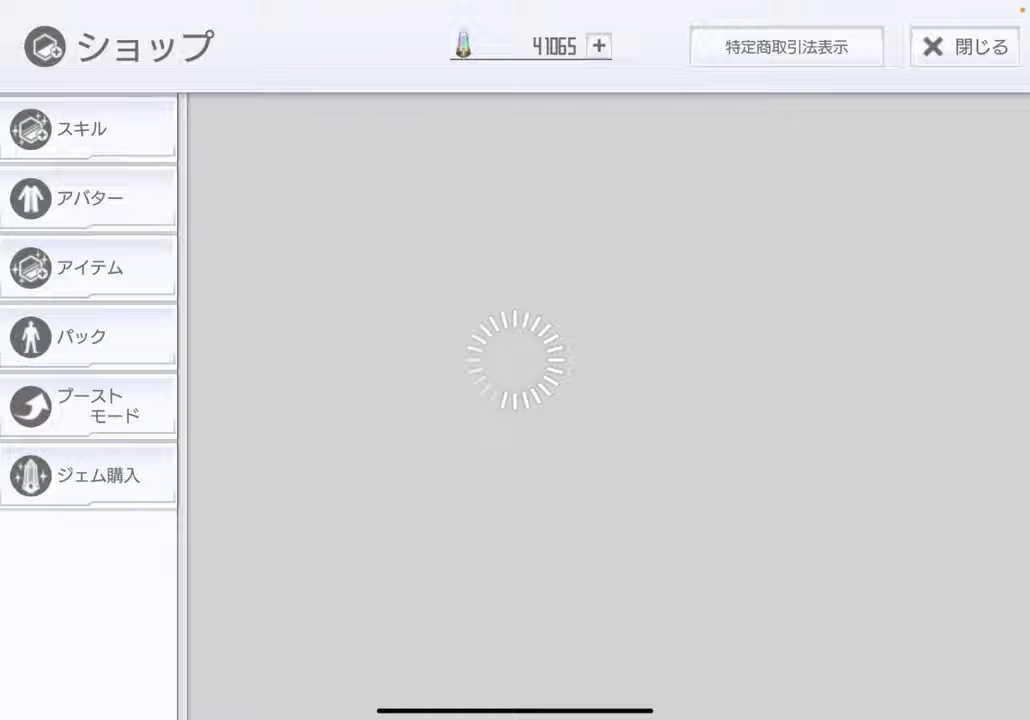 ショップ
41065
特定商取引法表示
閉じる
スキル
アバター
アイテム
パック
ブースト
モード
ジェム購入